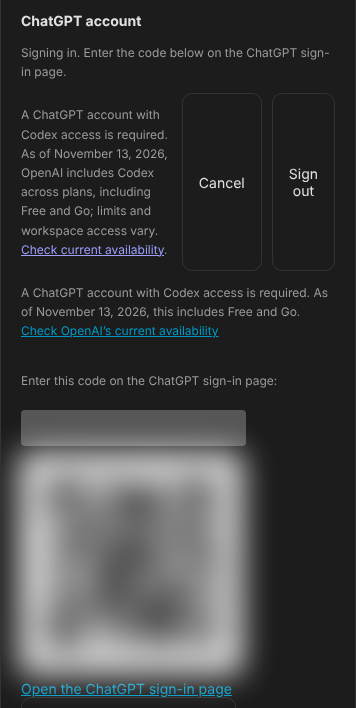 ChatGPT account
Signing in. Enter the code below on the ChatGPT sign-
in page.
A ChatGPT account with
Codex access is required.
As of November 13, 2026,
OpenAI includes Codex
across plans, including
Free and Go; limits and
workspace access vary.
Check current availability.
Cancel
Sign
out
A ChatGPT account with Codex access is required. As
of November 13, 2026, this includes Free and Go.
Check OpenAI's current availability
Enter this code on the ChatGPT sign-in page:
Open the ChatGPT sign-in page